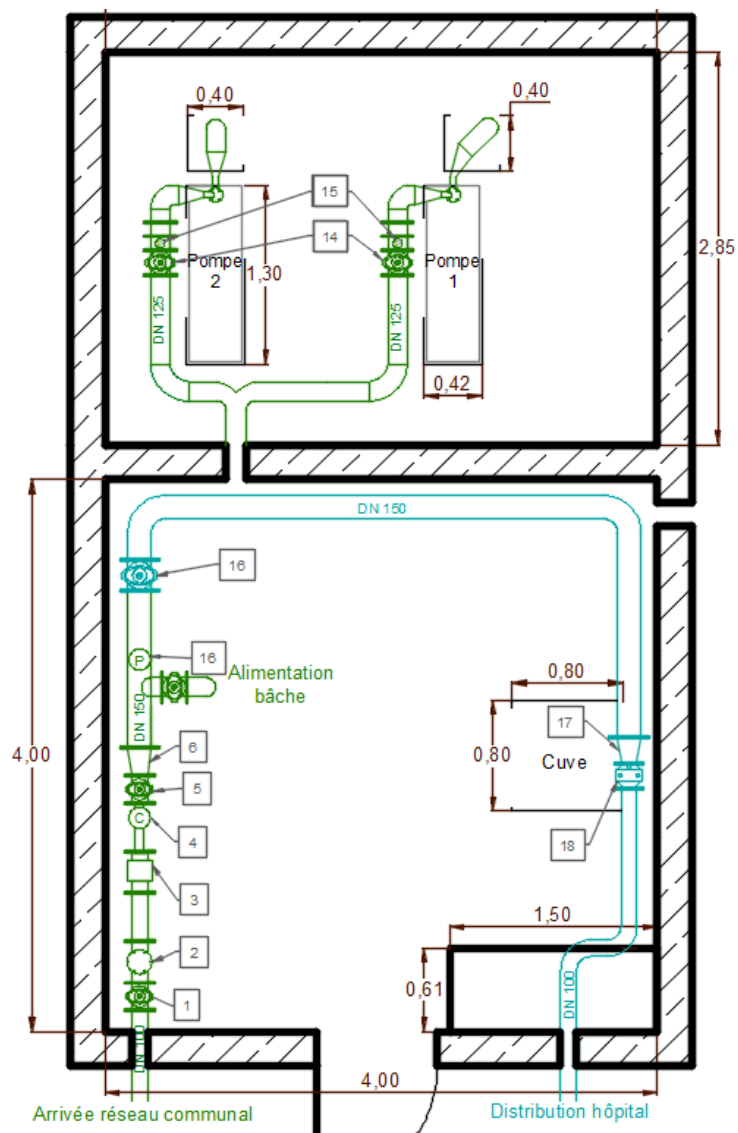 0,40
0,40
15
14
2,85
Pompe
2
1,30
Pompe
1
DN 125
DN 125
0,42
DN 150
16
P
16
Alimentation
bâche
DN 150
0,80
17
4,00
6
0,80
Cuve
5
C
4
18
3
1,50
2
0,61
1
DN 100
DN 100
4,00
Arrivée réseau communal
Distribution hôpital